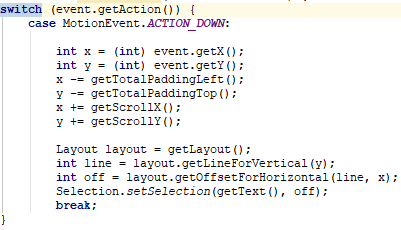 switch (event.getAction()) {
    case MotionEvent.ACTION_DOWN:

        int x = (int) event.getX();
        int y = (int) event.getY();
        x -= getTotalPaddingLeft();
        y -= getTotalPaddingTop();
        x += getScrollX();
        y += getScrollY();

        Layout layout = getLayout();
        int line = layout.getLineForVertical(y);
        int off = layout.getOffsetForHorizontal(line, x);
        Selection.setSelection(getText(), off);
        break;
}